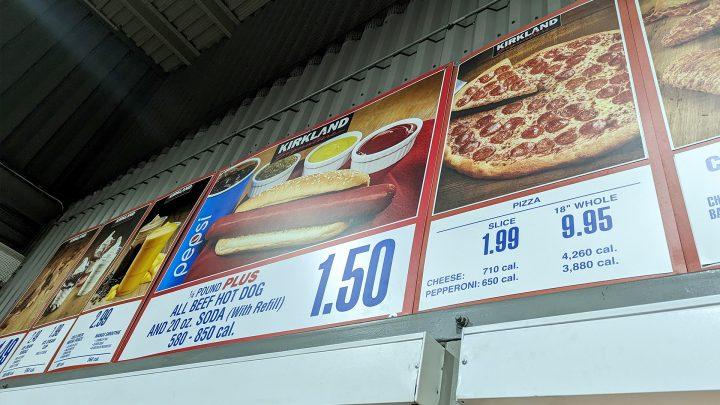 KIRKLAND
2.99
KIRKLAND
pepsi
¼ POUND PLUS
ALL BEEF HOT DOG
AND 20 oz. SODA (With Refill)
580 - 850 cal.
1.50
KIRKLAND
PIZZA
SLICE
1.99
18" WHOLE
9.95
CHEESE: 710 cal. 4,260 cal.
PEPPERONI: 650 cal. 3,880 cal.